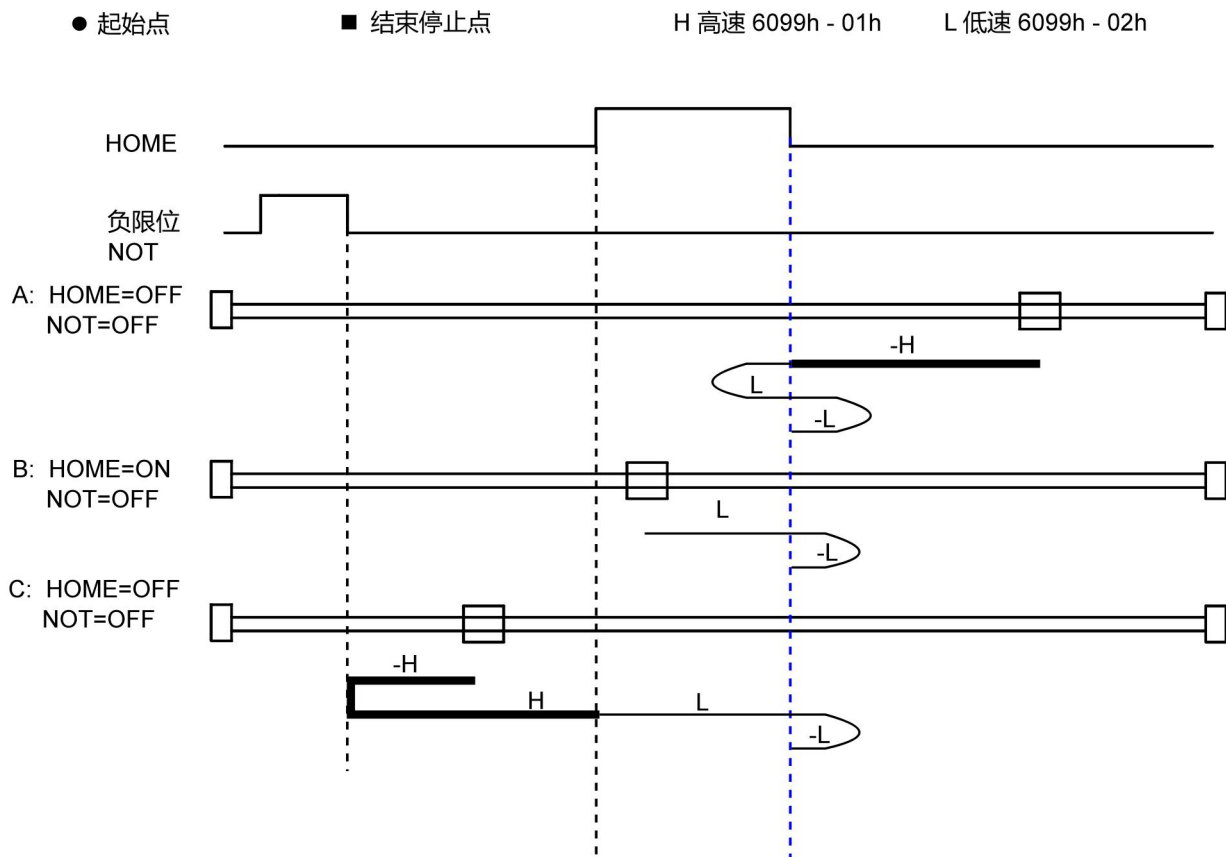 ● 起始点 ■ 结束停止点 H 高速 6099h - 01h L 低速 6099h - 02h
HOME
负限位
NOT
A: HOME=OFF
NOT=OFF
-H
L
-L
B: HOME=ON
NOT=OFF
L
-L
C: HOME=OFF
NOT=OFF
-H
H
L
-L